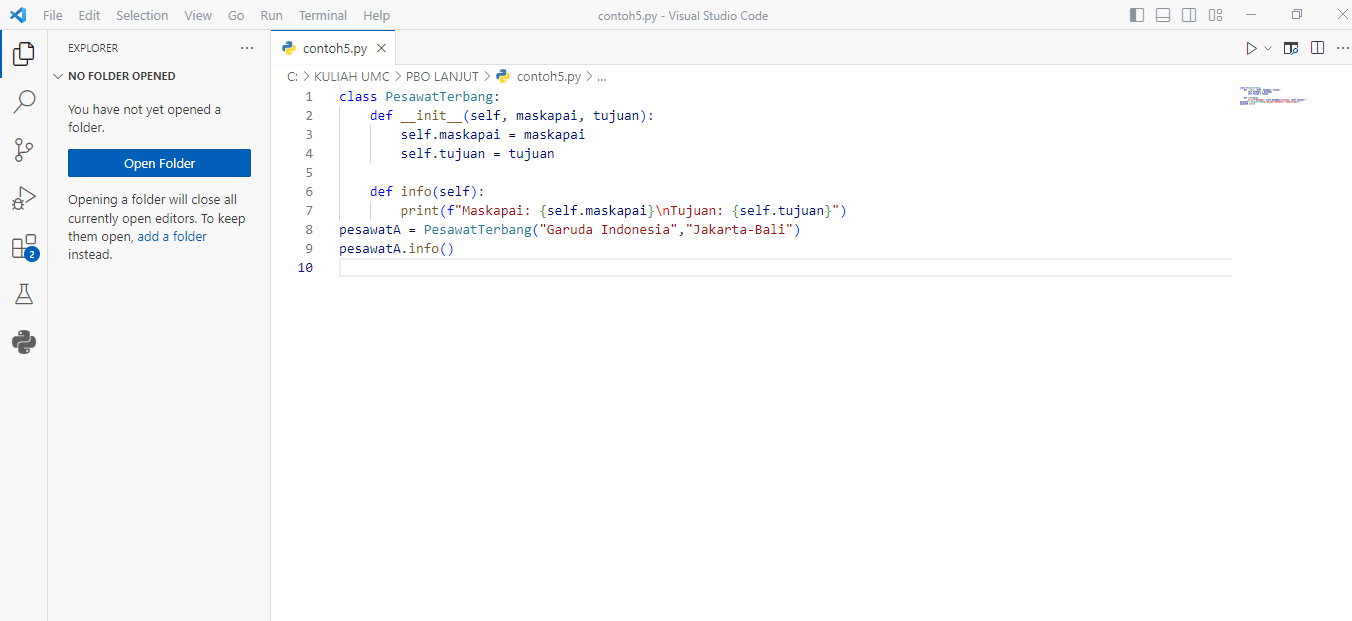 File Edit Selection View Go Run Terminal Help
contoh5.py - Visual Studio Code
EXPLORER
NO FOLDER OPENED
You have not yet opened a
folder.
Open Folder
Opening a folder will close all
currently open editors. To keep
them open, add a folder
instead.
2
contoh5.py
C: > KULIAH UMC > PBO LANJUT > contoh5.py > ...
1 class PesawatTerbang:
2     def __init__(self, maskapai, tujuan):
3         self.maskapai = maskapai
4         self.tujuan = tujuan
5
6     def info(self):
7         print(f"Maskapai: {self.maskapai}\nTujuan: {self.tujuan}")
8 pesawatA = PesawatTerbang("Garuda Indonesia","Jakarta-Bali")
9 pesawatA.info()
10